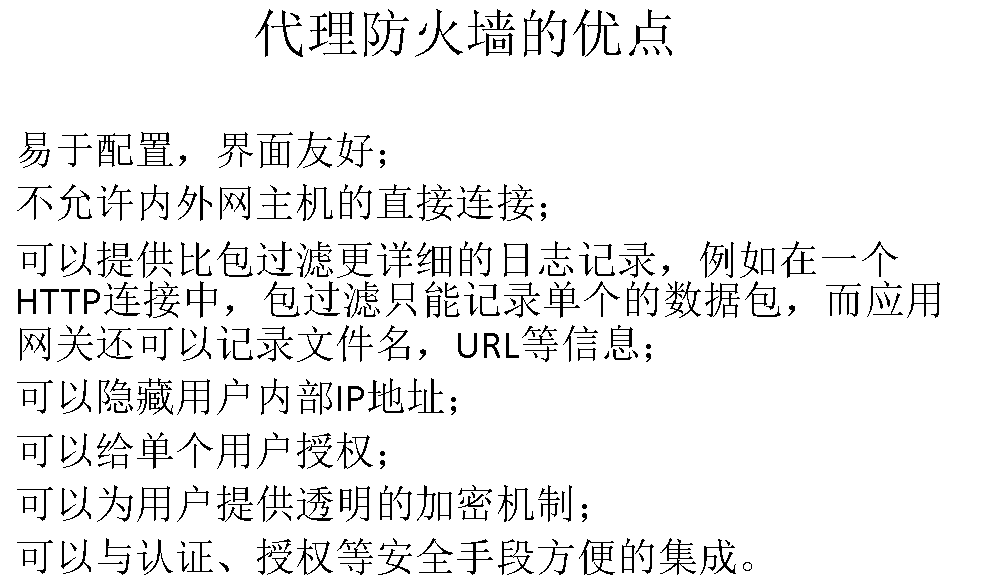 代理防火墙的优点
易于配置，界面友好；
不允许内外网主机的直接连接；
可以提供比包过滤更详细的日志记录，例如在一个
HTTP连接中，包过滤只能记录单个的数据包，而应用
网关还可以记录文件名，URL等信息；
可以隐藏用户内部IP地址；
可以给单个用户授权；
可以为用户提供透明的加密机制；
可以与认证、授权等安全手段方便的集成。